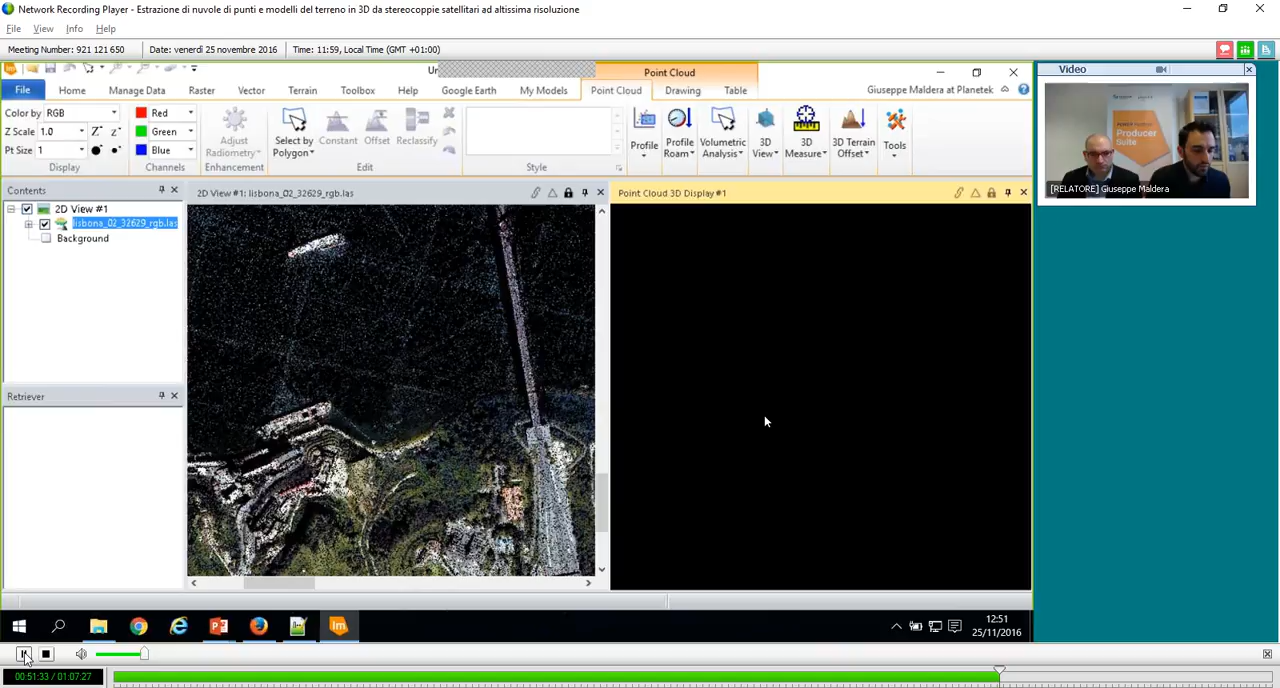 Network Recording Player - Estrazione di nuvole di punti e modelli del terreno in 3D da stereocoppie satellitari ad altissima risoluzione
File View Info Help
Meeting Number: 921 121 650 Date: venerdì 25 novembre 2016 Time: 11:59, Local Time (GMT +01:00)
Point Cloud
Video
File Home Manage Data Raster Vector Terrain Toolbox Help Google Earth My Models Point Cloud Drawing Table Giuseppe Maldera at Planetek
Color by RGB Red
Z Scale 1.0 Green
Pt Size 1 Blue
Adjust Radiometry
Select by Polygon
Constant Offset Reclassify
Profile
Profile Roam
Volumetric Analysis
3D View
3D Measure
3D Terrain Offset
Tools
Display Channels Enhancement Edit Style
Producer Suite
[RELATORE] Giuseppe Maldera
Contents
2D View #1: lisbona_02_32629_rgb.las
Point Cloud 3D Display #1
2D View #1
lisbona_02_32629_rgb.las
Background
Retriever
12:51
25/11/2016
00:51:33 / 01:07:27